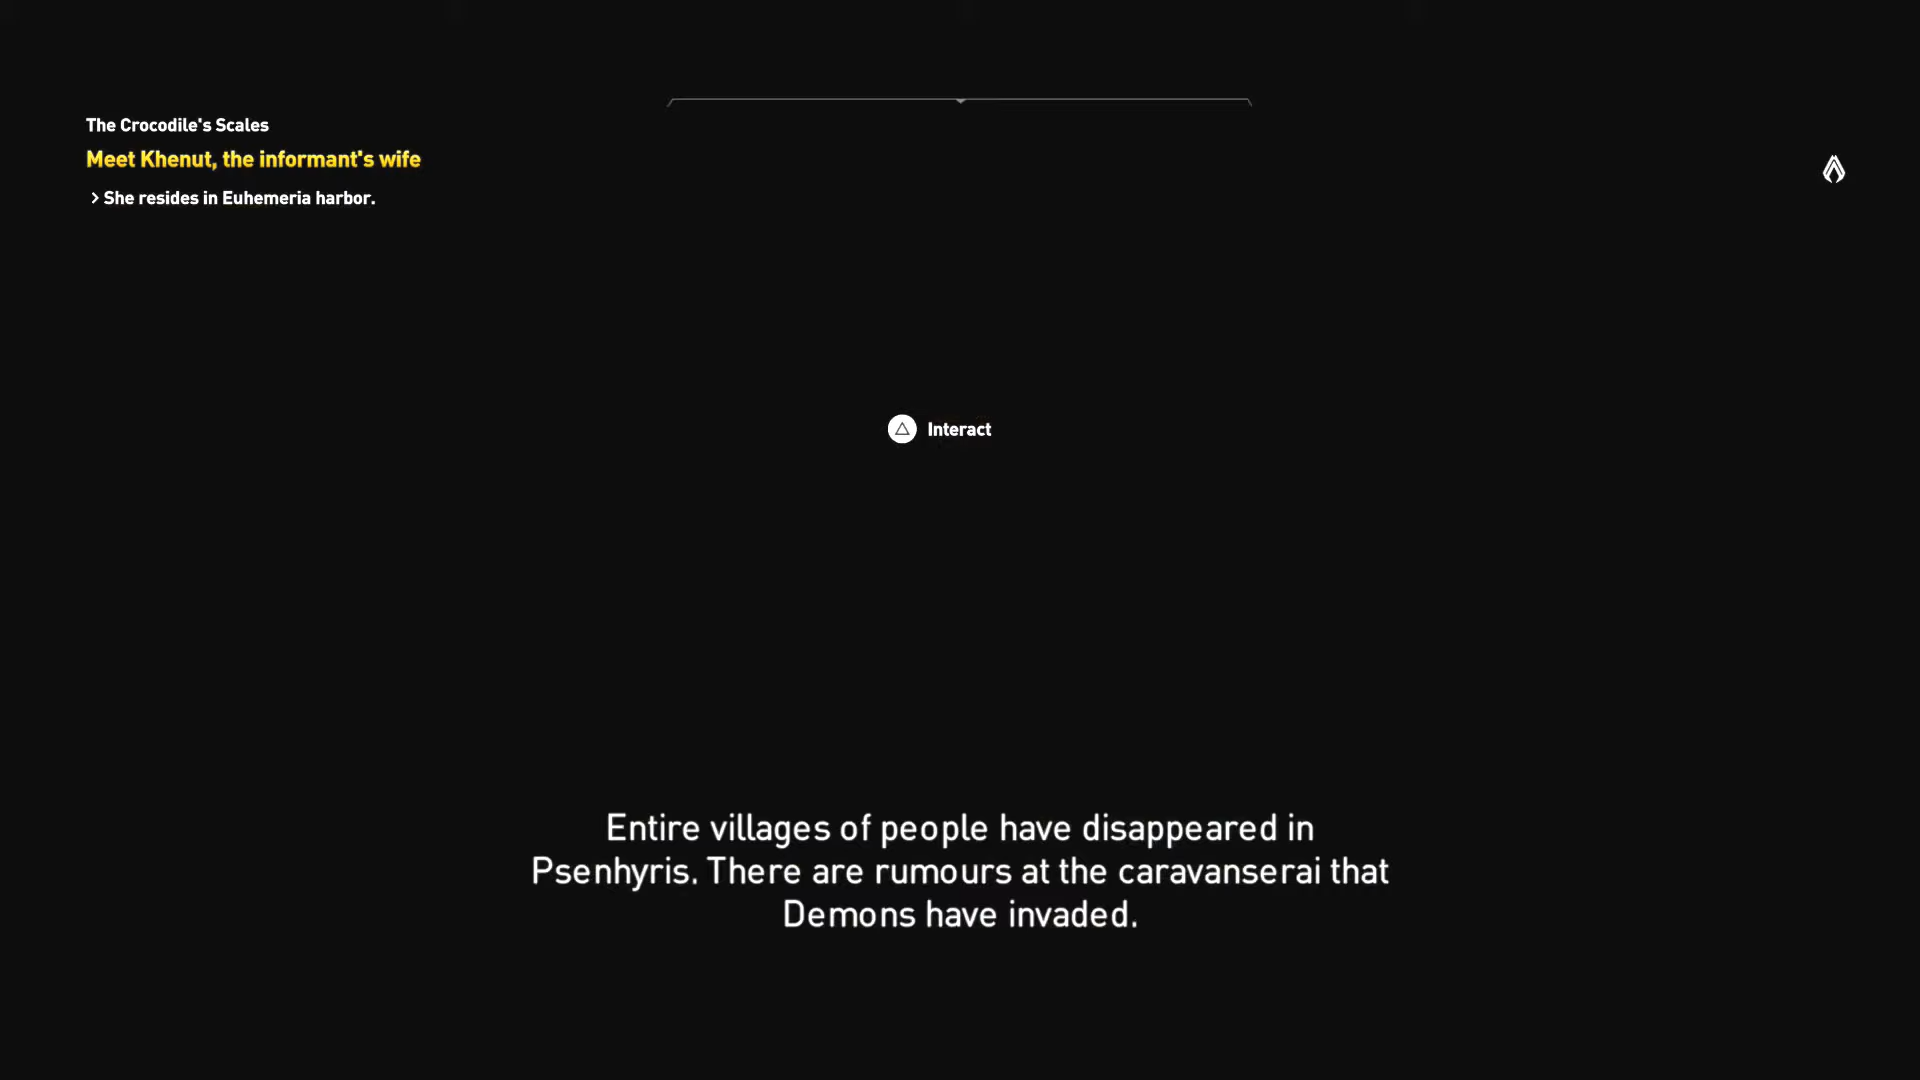 The Crocodile's Scales
Meet Khenut, the informant's wife
> She resides in Euhemeria harbor.
Interact
Entire villages of people have disappeared in
Psenhyris. There are rumours at the caravanserai that
Demons have invaded.